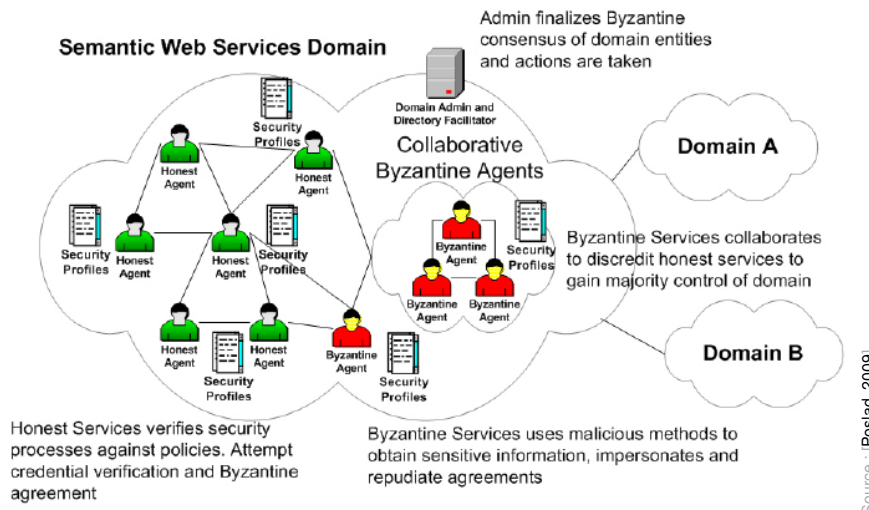 Admin finalizes Byzantine
consensus of domain entities
and actions are taken
Semantic Web Services Domain
Domain Admin and
Directory Facilitator
Security
Profiles
Collaborative
Byzantine Agents
Domain A
Honest
Agent
Honest
Agent
Security
Profiles
Honest
Agent
Honest
Agent
Security
Profiles
Byzantine
Agent
Security
Profiles
Byzantine
Agent
Byzantine
Agent
Byzantine Services collaborates
to discredit honest services to
gain majority control of domain
Honest
Agent
Honest
Agent
Security
Profiles
Byzantine
Agent
Security
Profiles
Domain B
Honest Services verifies security
processes against policies. Attempt
credential verification and Byzantine
agreement
Byzantine Services uses malicious methods to
obtain sensitive information, impersonates and
repudiate agreements
Source : [Poslad, 2009]